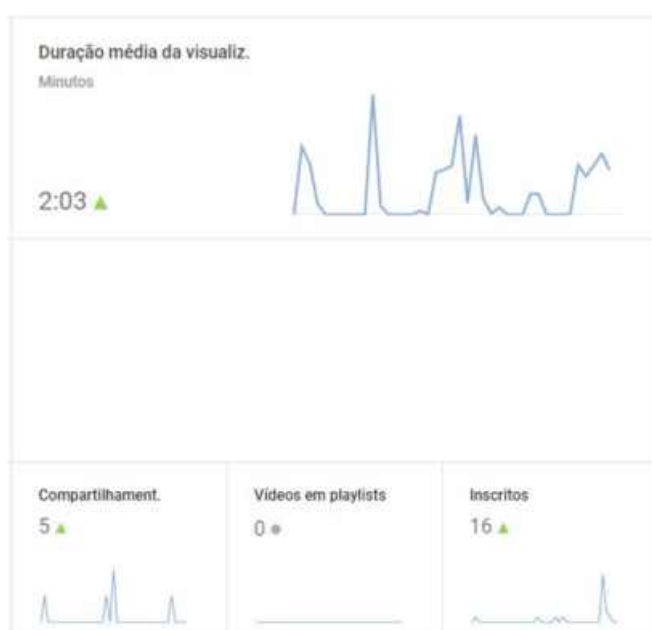 Duração média da visualiz.
Minutos
2:03
Compartilhament.
5
Vídeos em playlists
0
Inscritos
16